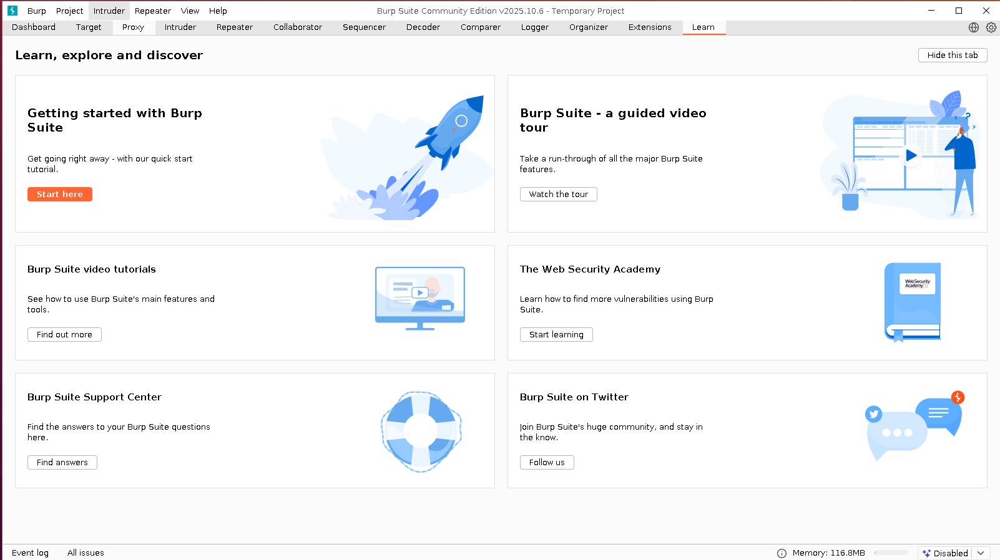 Burp Project Intruder Repeater View Help
Burp Suite Community Edition v2025.10.6 - Temporary Project
Dashboard Target Proxy Intruder Repeater Collaborator Sequencer Decoder Comparer Logger Organizer Extensions Learn
Learn, explore and discover
Hide this tab
Getting started with Burp
Suite
Get going right away - with our quick start
tutorial.
Start here
Burp Suite - a guided video
tour
Take a run-through of all the major Burp Suite
features.
Watch the tour
Burp Suite video tutorials
See how to use Burp Suite's main features and
tools.
Find out more
The Web Security Academy
Learn how to find more vulnerabilities using Burp
Suite.
Start learning
Web Security
Academy
Burp Suite Support Center
Find the answers to your Burp Suite questions
here.
Find answers
Burp Suite on Twitter
Join Burp Suite's huge community, and stay in
the know.
Follow us
Event log All issues
Memory: 116.8MB
Disabled